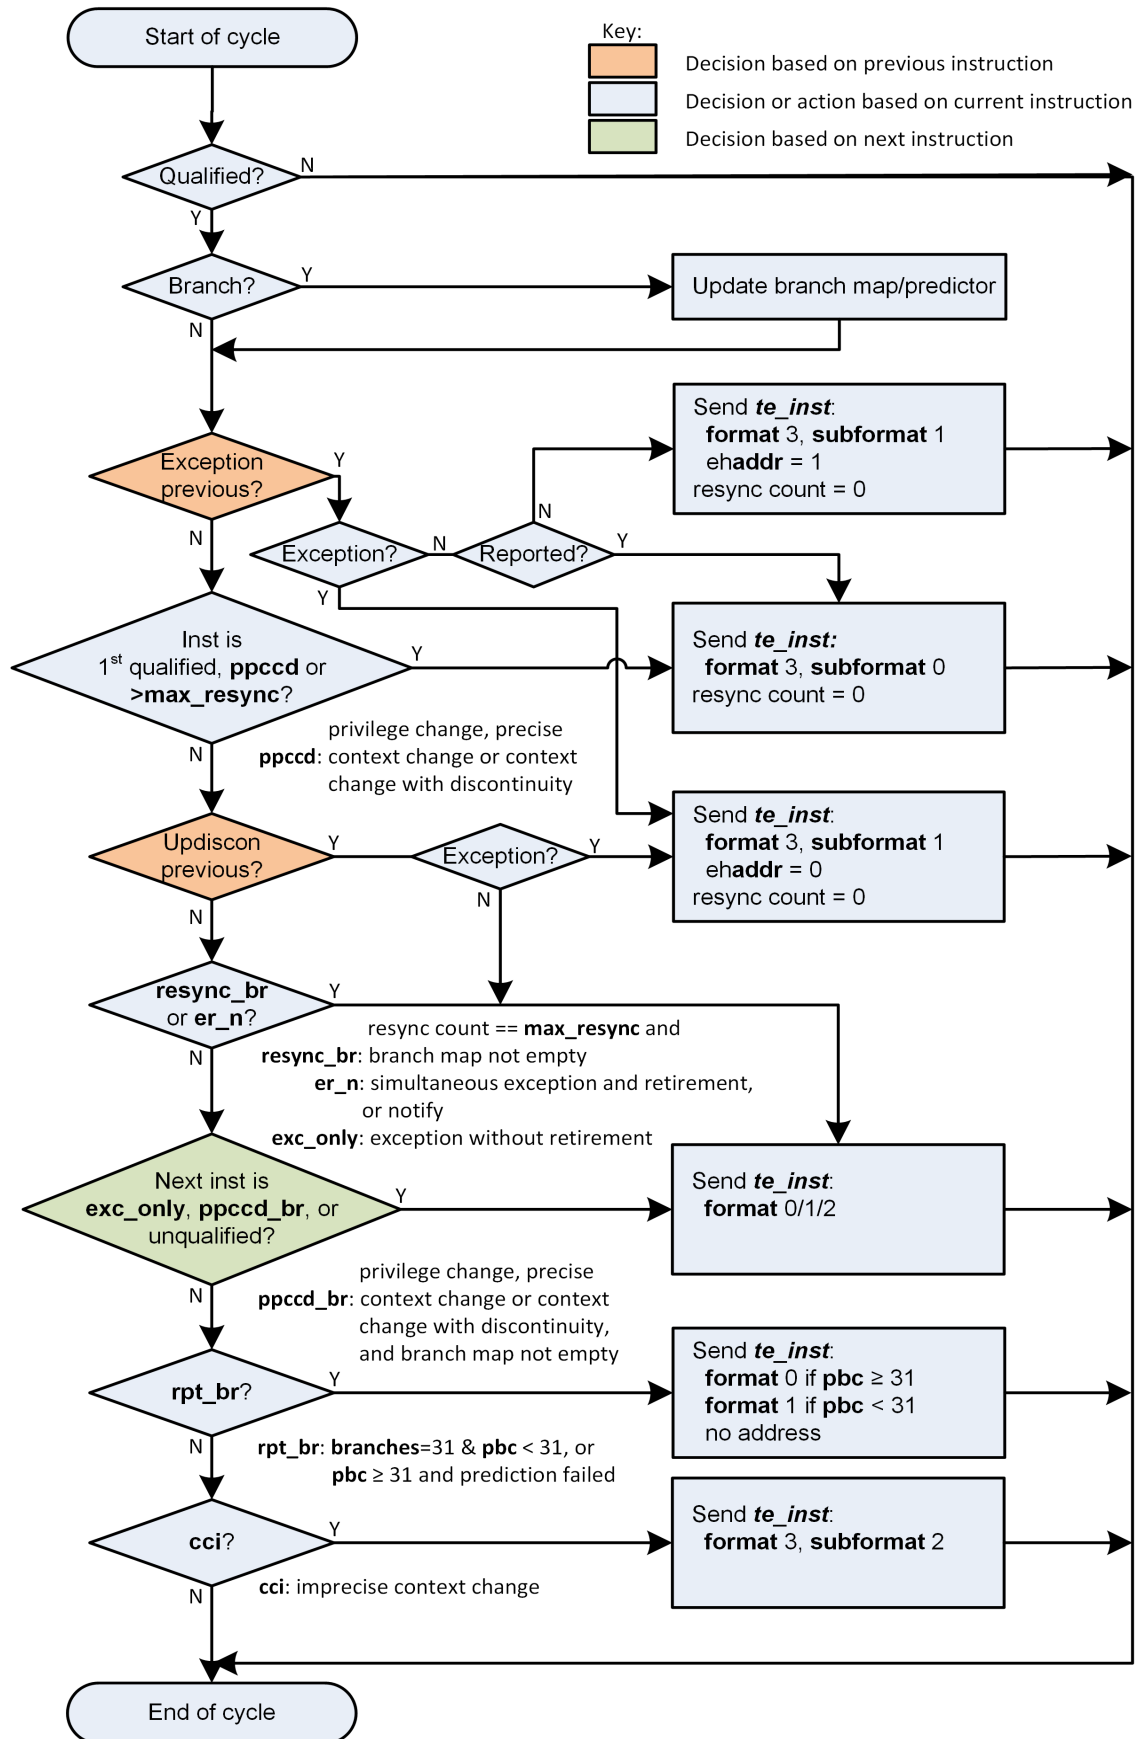 Start of cycle
Key:
Decision based on previous instruction
Decision or action based on current instruction
Decision based on next instruction
Qualified?
N
Y
Branch?
Y
Update branch map/predictor
N
Exception
previous?
Y
N
Send te_inst:
format 3, subformat 1
ehaddr = 1
resync count = 0
Exception?
N
Y
Reported?
N
Y
Inst is
1st qualified, ppccd or
>max_resync?
Y
N
Send te_inst:
format 3, subformat 0
resync count = 0
privilege change, precise
ppccd: context change or context
change with discontinuity
Updiscon
previous?
Y
N
Exception?
Y
N
Send te_inst:
format 3, subformat 1
ehaddr = 0
resync count = 0
resync_br
or er_n?
Y
N
resync count == max_resync and
resync_br: branch map not empty
er_n: simultaneous exception and retirement,
or notify
exc_only: exception without retirement
Next inst is
exc_only, ppccd_br, or
unqualified?
Y
N
Send te_inst:
format 0/1/2
privilege change, precise
ppccd_br: context change or context
change with discontinuity,
and branch map not empty
rpt_br?
Y
N
Send te_inst:
format 0 if pbc ≥ 31
format 1 if pbc < 31
no address
rpt_br: branches=31 & pbc < 31, or
pbc ≥ 31 and prediction failed
cci?
Y
N
Send te_inst:
format 3, subformat 2
cci: imprecise context change
End of cycle